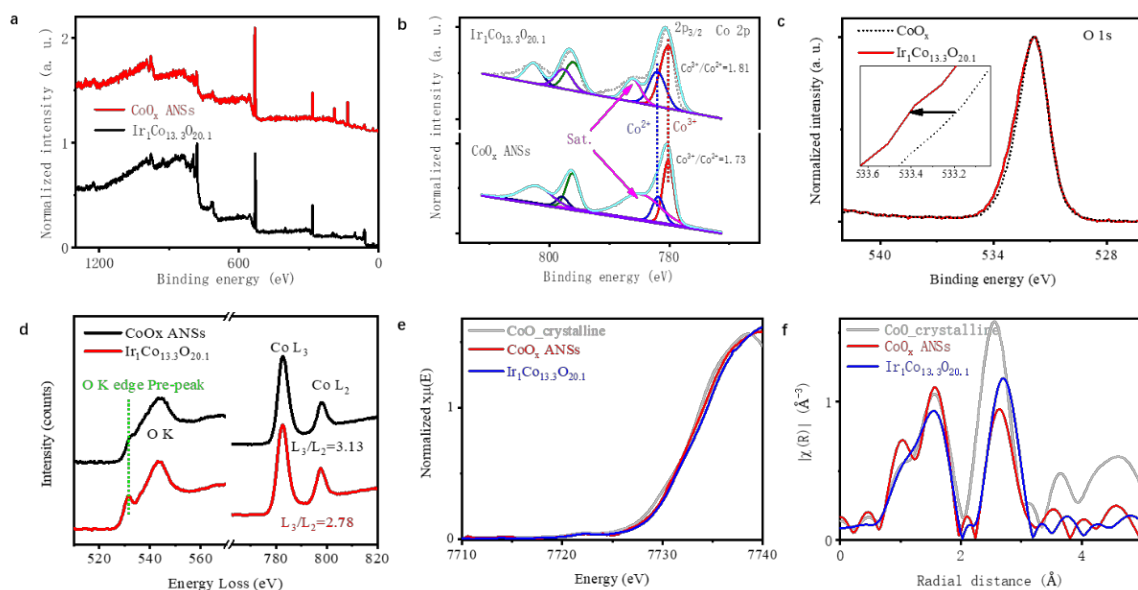 a
Normalized intensity (a. u.)
2
1
0
CoOx ANSs
Ir1Co13.3O20.1
1200
600
0
Binding energy (eV)
b
Normalized intensity (a. u.)
Ir1Co13.3O20.1
2p3/2
Co 2p
Co3+/Co2+=1.81
Co2+
Co3+
Sat.
CoOx ANSs
Co3+/Co2+=1.73
800
780
Binding energy (eV)
c
Normalized intensity (a. u.)
CoOx
Ir1Co13.3O20.1
O 1s
533.6
533.4
533.2
540
534
528
Binding energy (eV)
d
Intensity (counts)
CoOx ANSs
Ir1Co13.3O20.1
O K edge Pre-peak
O K
Co L3
Co L2
L3/L2=3.13
L3/L2=2.78
520
540
560
780
800
820
Energy Loss (eV)
e
Normalized xμ(E)
1
0
CoO_crystalline
CoOx ANSs
Ir1Co13.3O20.1
7710
7720
7730
7740
Energy (eV)
f
|χ(R)| (Å-3)
1
0
CoO_crystalline
CoOx ANSs
Ir1Co13.3O20.1
0
2
4
Radial distance (Å)